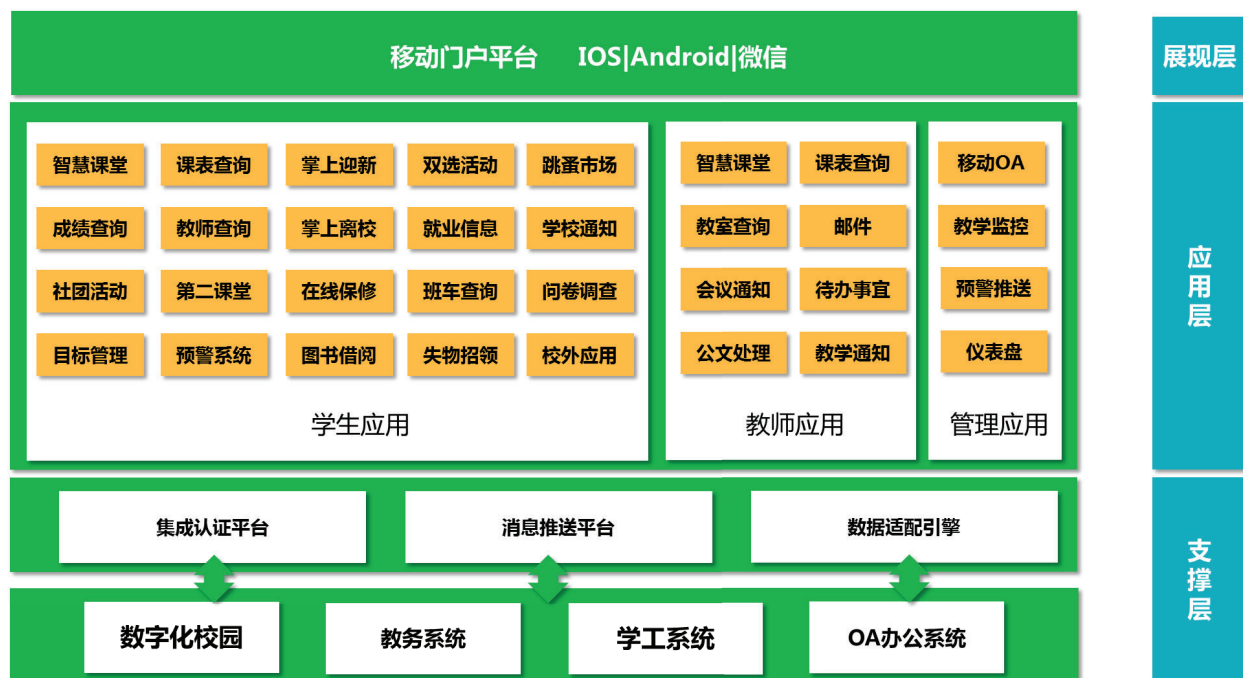 移动门户平台 IOS|Android|微信
展现层
智慧课堂 课表查询 掌上迎新 双选活动 跳蚤市场
成绩查询 教师查询 掌上离校 就业信息 学校通知
社团活动 第二课堂 在线保修 班车查询 问卷调查
目标管理 预警系统 图书借阅 失物招领 校外应用
学生应用
智慧课堂 课表查询
教室查询 邮件
会议通知 待办事宜
公文处理 教学通知
教师应用
移动OA
教学监控
预警推送
仪表盘
管理应用
应用层
集成认证平台 消息推送平台 数据适配引擎
数字化校园 教务系统 学工系统 OA办公系统
支撑层